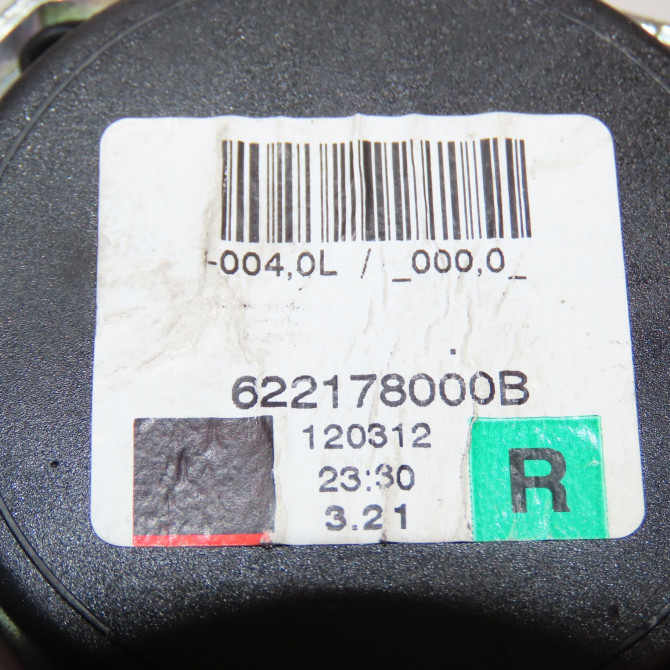 -004,0L / _000,0_
622178000B
120312
23:30
3.21
R